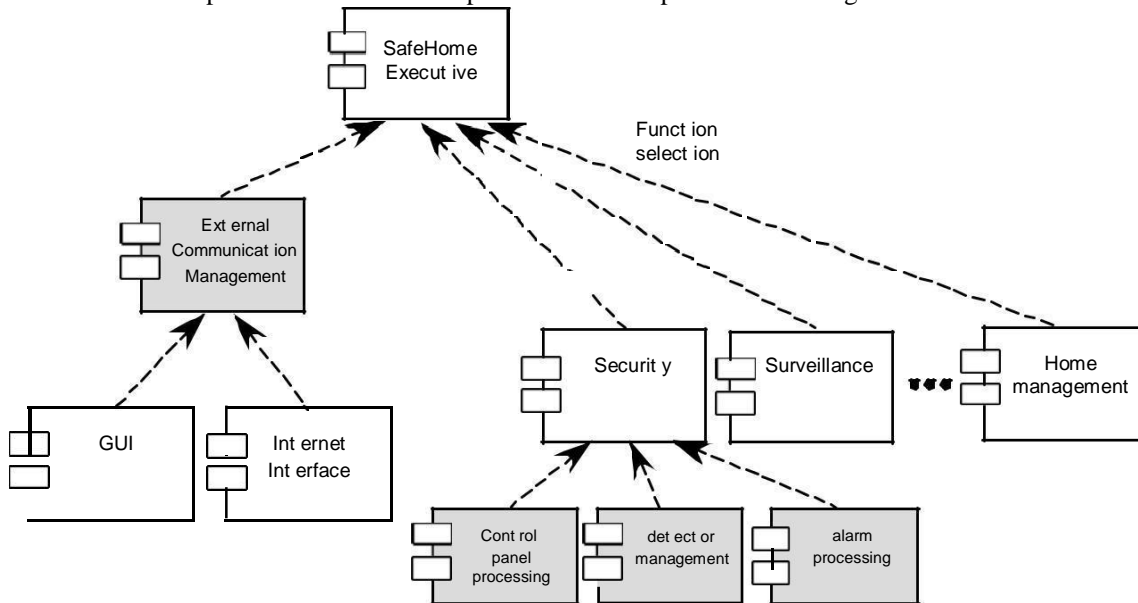 SafeHome
Execut ive
Funct ion
select ion
Ext ernal
Communicat ion
Management
Securit y
Surveillance
Home
management
GUI
Int ernet
Int erface
Cont rol
panel
processing
det ect or
management
alarm
processing